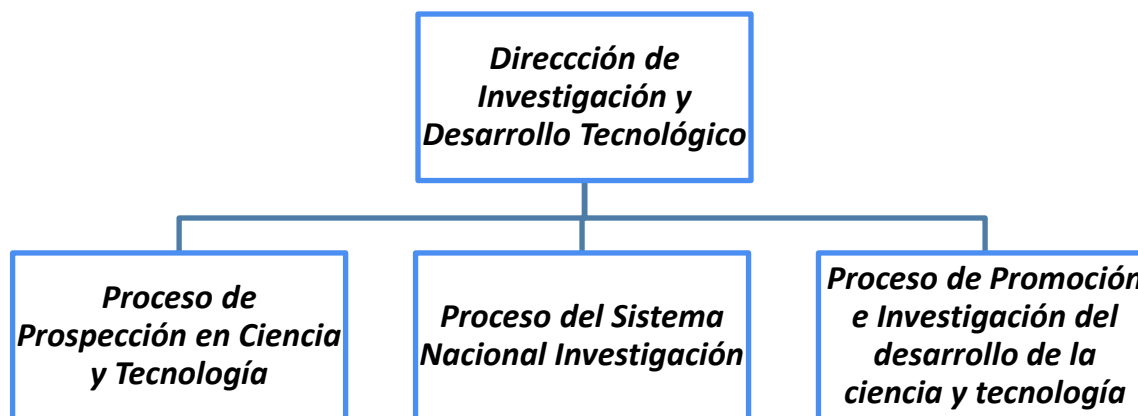 Direccción de
Investigación y
Desarrollo Tecnológico
Proceso de
Prospección en Ciencia
y Tecnología
Proceso del Sistema
Nacional Investigación
Proceso de Promoción
e Investigación del
desarrollo de la
ciencia y tecnología